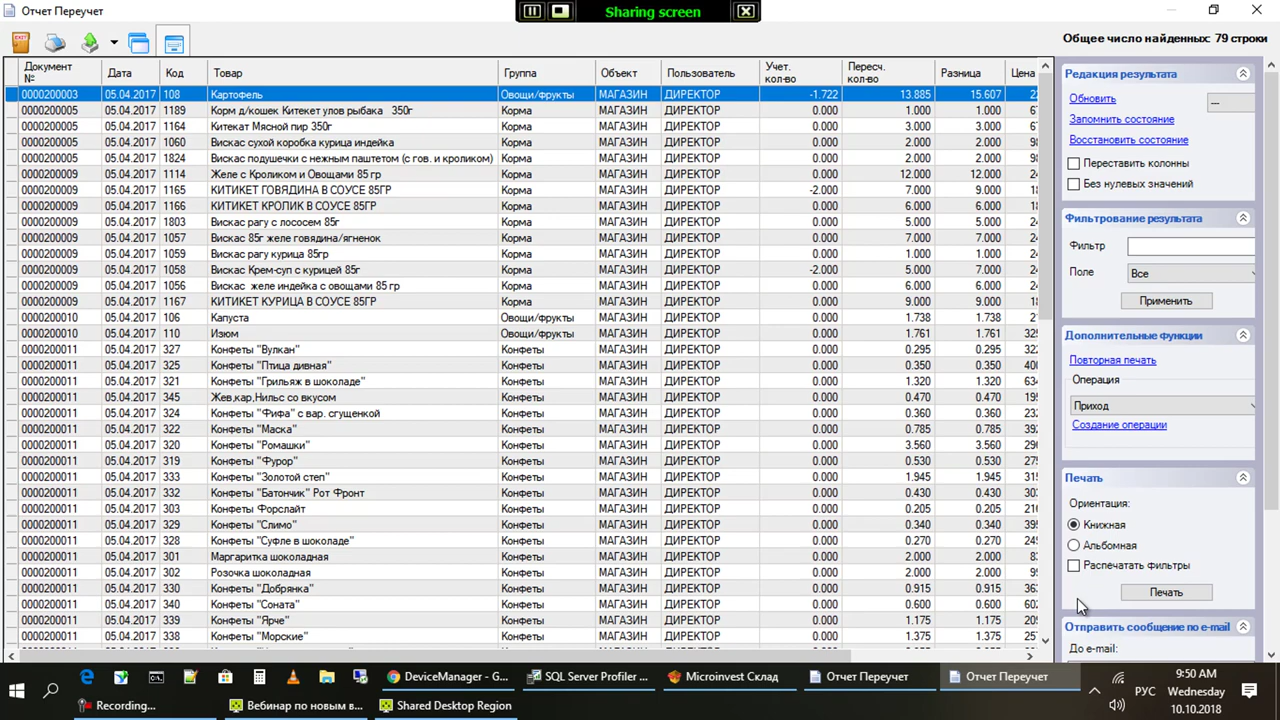 Отчет Переучет
Sharing screen
Общее число найденных: 79 строки
Документ № Дата Код Товар Группа Объект Пользователь Учет. кол-во Пересч. кол-во Разница Цена
0000200003 05.04.2017 108 Картофель Овощи/фрукты МАГАЗИН ДИРЕКТОР -1.722 13.885 15.607
0000200005 05.04.2017 1189 Корм д/кошек Китекет улов рыбака 350г Корма МАГАЗИН ДИРЕКТОР 0.000 1.000 1.000
0000200005 05.04.2017 1164 Китекат Мясной пир 350г Корма МАГАЗИН ДИРЕКТОР 0.000 3.000 3.000
0000200005 05.04.2017 1060 Вискас сухой коробка курица индейка Корма МАГАЗИН ДИРЕКТОР 0.000 2.000 2.000
0000200005 05.04.2017 1824 Вискас подушечки с нежным паштетом (с гов. и кроликом) Корма МАГАЗИН ДИРЕКТОР 0.000 2.000 2.000
0000200009 05.04.2017 1114 Желе с Кроликом и Овощами 85 гр Корма МАГАЗИН ДИРЕКТОР 0.000 12.000 12.000
0000200009 05.04.2017 1165 КИТИКЕТ ГОВЯДИНА В СОУСЕ 85ГР Корма МАГАЗИН ДИРЕКТОР -2.000 7.000 9.000
0000200009 05.04.2017 1166 КИТИКЕТ КРОЛИК В СОУСЕ 85ГР Корма МАГАЗИН ДИРЕКТОР 0.000 6.000 6.000
0000200009 05.04.2017 1803 Вискас рагу с лососем 85г Корма МАГАЗИН ДИРЕКТОР 0.000 5.000 5.000
0000200009 05.04.2017 1057 Вискас 85г желе говядина/ягненок Корма МАГАЗИН ДИРЕКТОР 0.000 7.000 7.000
0000200009 05.04.2017 1059 Вискас рагу курица 85гр Корма МАГАЗИН ДИРЕКТОР 0.000 1.000 1.000
0000200009 05.04.2017 1058 Вискас Крем-суп с курицей 85г Корма МАГАЗИН ДИРЕКТОР -2.000 5.000 7.000
0000200009 05.04.2017 1056 Вискас желе индейка с овощами 85 гр Корма МАГАЗИН ДИРЕКТОР 0.000 6.000 6.000
0000200009 05.04.2017 1167 КИТИКЕТ КУРИЦА В СОУСЕ 85ГР Корма МАГАЗИН ДИРЕКТОР 0.000 9.000 9.000
0000200010 05.04.2017 106 Капуста Овощи/фрукты МАГАЗИН ДИРЕКТОР 0.000 1.738 1.738
0000200010 05.04.2017 110 Изюм Овощи/фрукты МАГАЗИН ДИРЕКТОР 0.000 1.761 1.761 325
0000200011 05.04.2017 327 Конфеты "Вулкан" Конфеты МАГАЗИН ДИРЕКТОР 0.000 0.295 0.295 322
0000200011 05.04.2017 325 Конфеты "Птица дивная" Конфеты МАГАЗИН ДИРЕКТОР 0.000 0.350 0.350 400
0000200011 05.04.2017 321 Конфеты "Грильяж в шоколаде" Конфеты МАГАЗИН ДИРЕКТОР 0.000 1.320 1.320 634
0000200011 05.04.2017 345 Жев,кар,Нильс со вкусом Конфеты МАГАЗИН ДИРЕКТОР 0.000 0.470 0.470 195
0000200011 05.04.2017 324 Конфеты "Фифа" с вар. сгущенкой Конфеты МАГАЗИН ДИРЕКТОР 0.000 0.360 0.360 232
0000200011 05.04.2017 322 Конфеты "Маска" Конфеты МАГАЗИН ДИРЕКТОР 0.000 0.785 0.785 392
0000200011 05.04.2017 320 Конфеты "Ромашки" Конфеты МАГАЗИН ДИРЕКТОР 0.000 3.560 3.560 296
0000200011 05.04.2017 319 Конфеты "Фурор" Конфеты МАГАЗИН ДИРЕКТОР 0.000 0.530 0.530 275
0000200011 05.04.2017 333 Конфеты "Золотой степ" Конфеты МАГАЗИН ДИРЕКТОР 0.000 1.945 1.945 315
0000200011 05.04.2017 332 Конфеты "Батончик" Рот Фронт Конфеты МАГАЗИН ДИРЕКТОР 0.000 0.430 0.430 303
0000200011 05.04.2017 303 Конфеты Форслайт Конфеты МАГАЗИН ДИРЕКТОР 0.000 0.205 0.205 216
0000200011 05.04.2017 329 Конфеты "Слимо" Конфеты МАГАЗИН ДИРЕКТОР 0.000 0.340 0.340 395
0000200011 05.04.2017 328 Конфеты "Суфле в шоколаде" Конфеты МАГАЗИН ДИРЕКТОР 0.000 0.270 0.270 245
0000200011 05.04.2017 301 Маргаритка шоколадная Конфеты МАГАЗИН ДИРЕКТОР 0.000 2.000 2.000
0000200011 05.04.2017 302 Розочка шоколадная Конфеты МАГАЗИН ДИРЕКТОР 0.000 2.000 2.000
0000200011 05.04.2017 330 Конфеты "Добрянка" Конфеты МАГАЗИН ДИРЕКТОР 0.000 0.915 0.915 363
0000200011 05.04.2017 340 Конфеты "Соната" Конфеты МАГАЗИН ДИРЕКТОР 0.000 0.600 0.600 602
0000200011 05.04.2017 339 Конфеты "Ярче" Конфеты МАГАЗИН ДИРЕКТОР 0.000 1.175 1.175 205
0000200011 05.04.2017 338 Конфеты "Морские" Конфеты МАГАЗИН ДИРЕКТОР 0.000 1.375 1.375
Редакция результата
Обновить ---
Запомнить состояние
Восстановить состояние
Переставить колонны
Без нулевых значений
Фильтрование результата
Фильтр
Поле Все
Применить
Дополнительные функции
Повторная печать
Операция
Приход
Создание операции
Печать
Ориентация:
Книжная
Альбомная
Распечатать фильтры
Печать
Отправить сообщение по e-mail
До e-mail:
DeviceManager - G...
SQL Server Profiler ...
Microinvest Склад
Отчет Переучет
Отчет Переучет
Recording...
Вебинар по новым в...
Shared Desktop Region
РУС
9:50 AM
Wednesday
10.10.2018